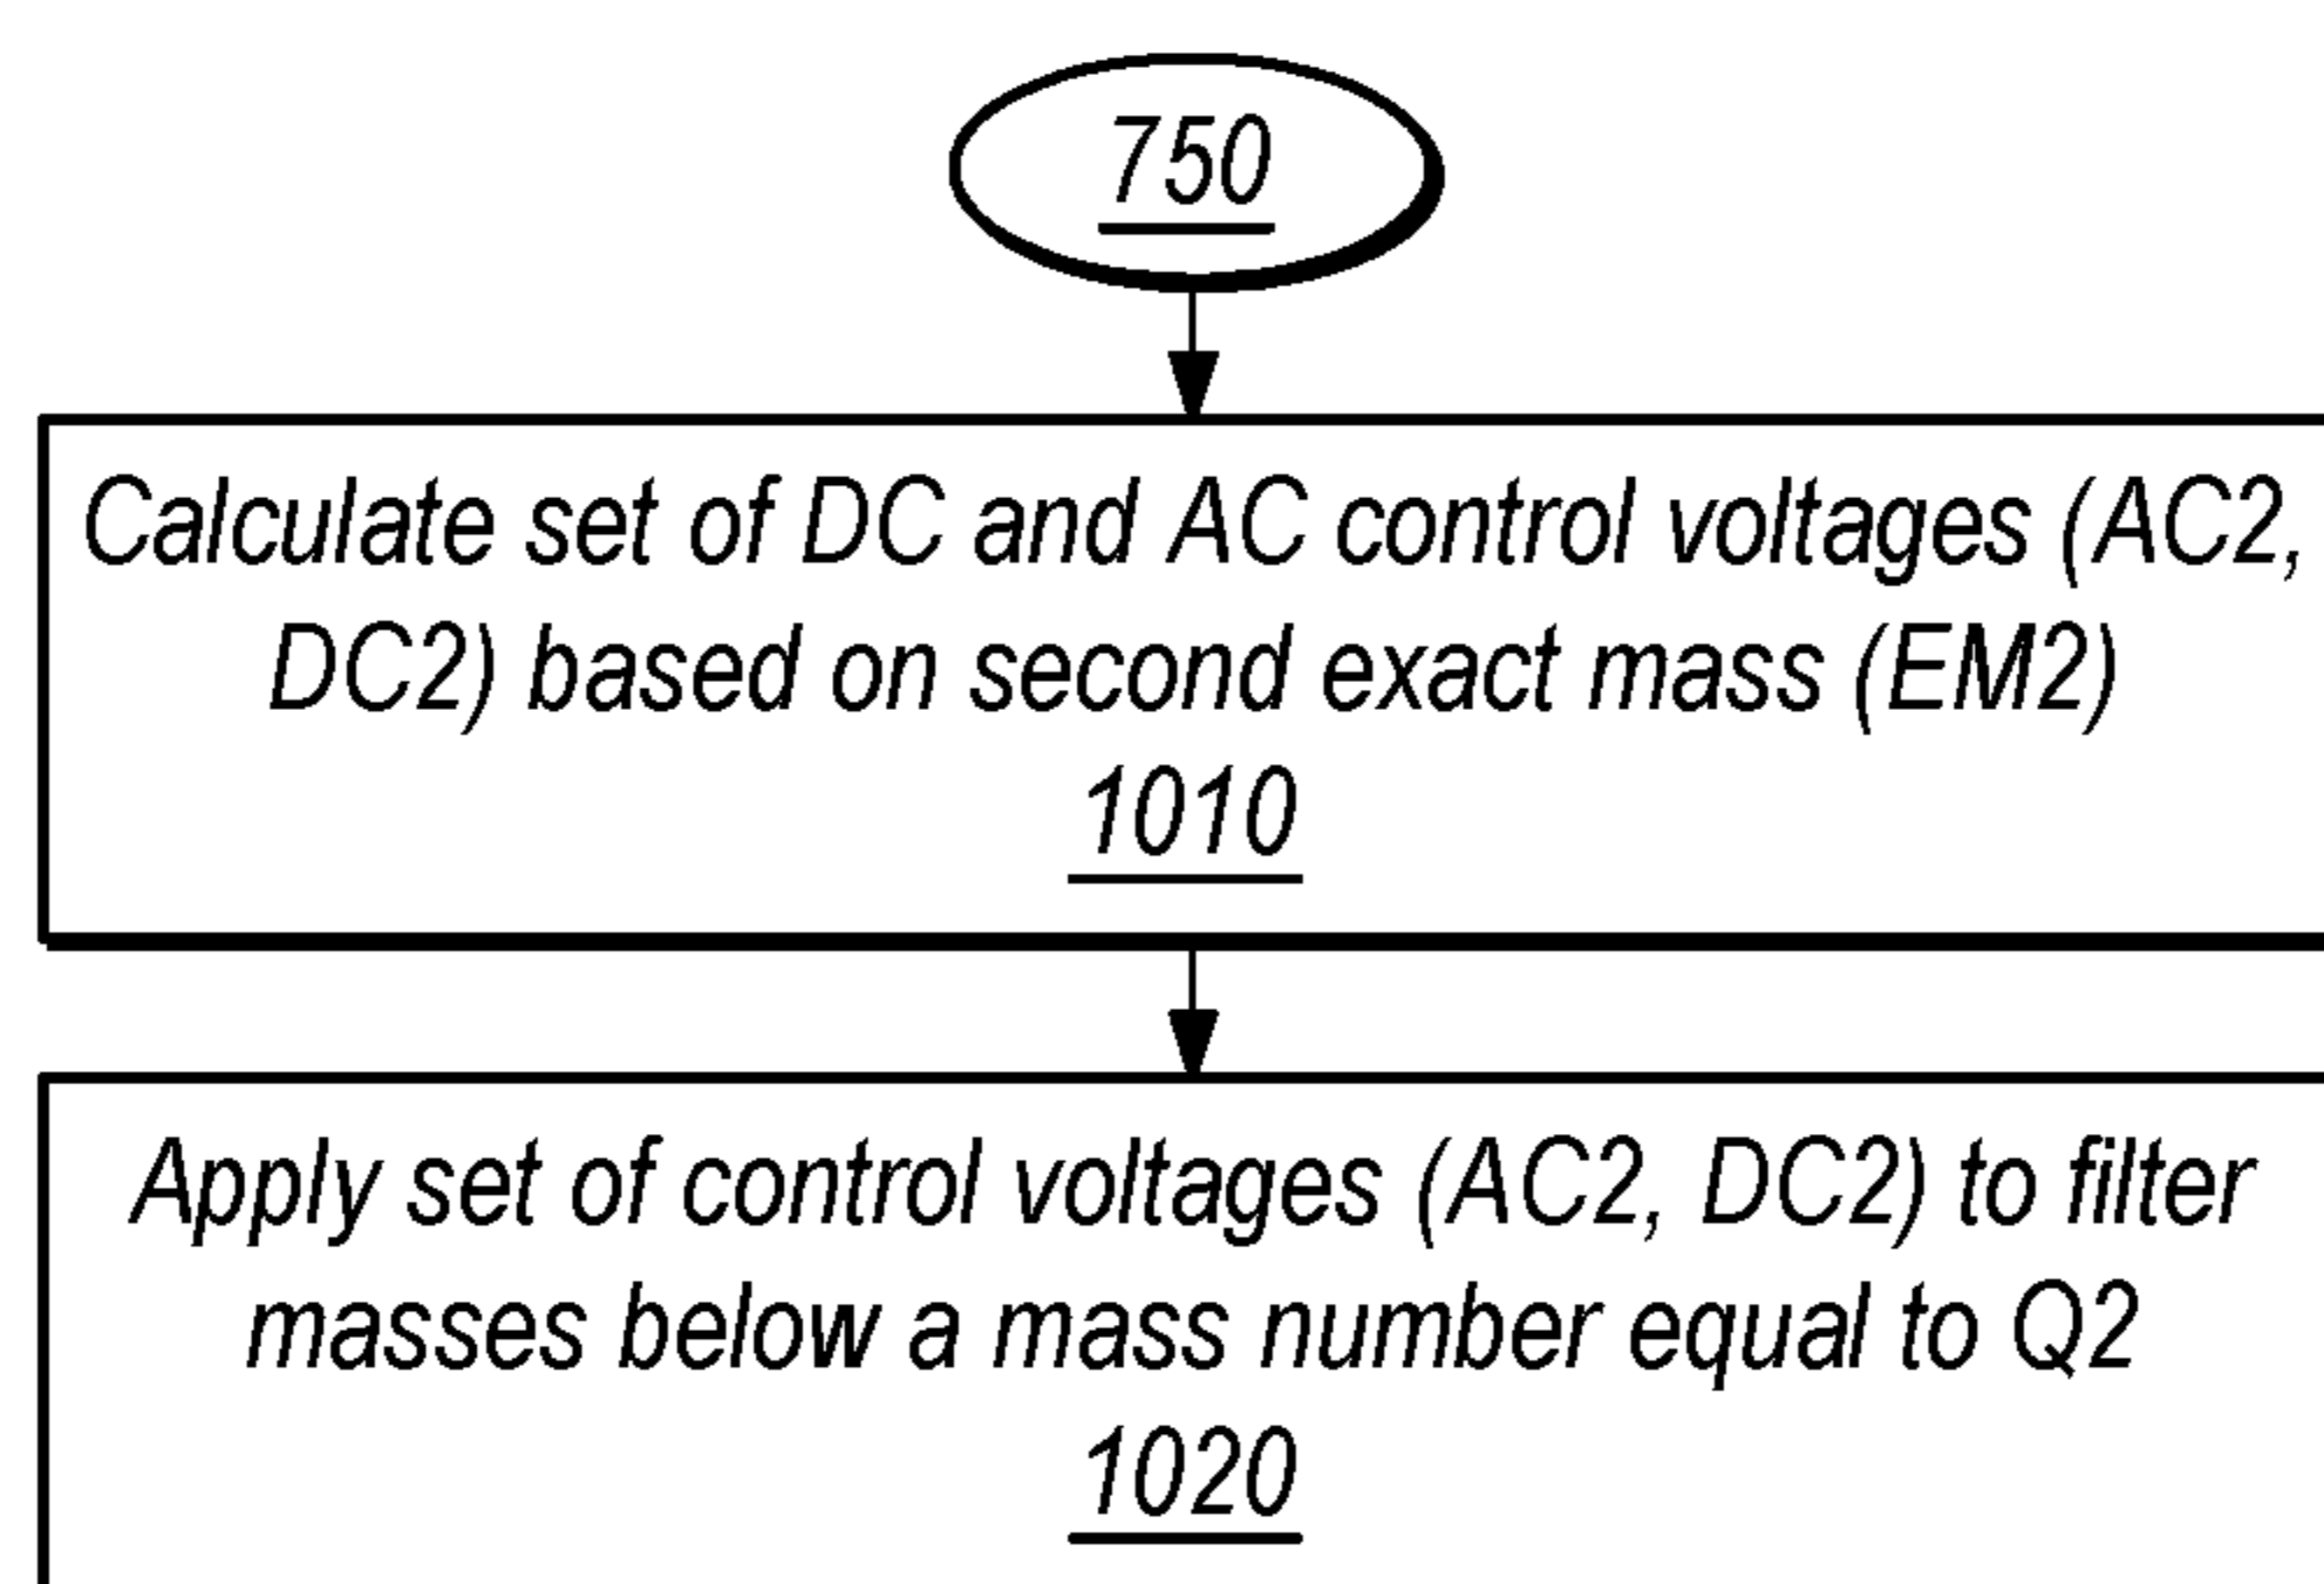 750
Calculate set of DC and AC control voltages (AC2,
DC2) based on second exact mass (EM2)
1010
Apply set of control voltages (AC2, DC2) to filter
masses below a mass number equal to Q2
1020